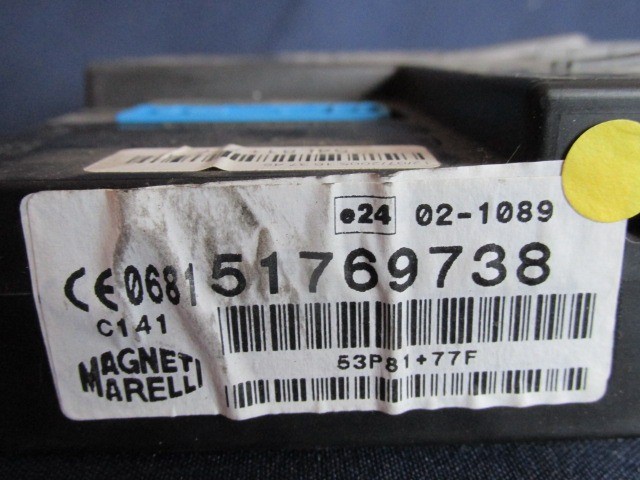 e24 02-1089
CE0681 51769738
C141
53P81+77F
MAGNETI
MARELLI